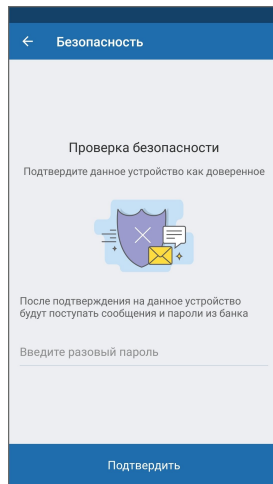 Безопасность
Проверка безопасности
Подтвердите данное устройство как доверенное
После подтверждения на данное устройство
будут поступать сообщения и пароли из банка
Введите разовый пароль
Подтвердить